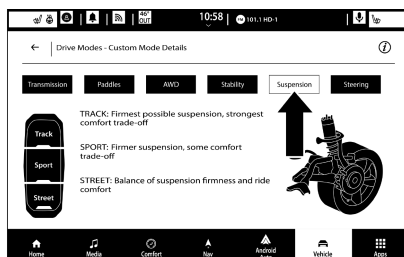 46°
OUT
10:58
FM 101.1 HD-1
Drive Modes - Custom Mode Details
Transmission
Paddles
AWD
Stability
Suspension
Steering
Track
Sport
Street
TRACK: Firmest possible suspension, strongest
comfort trade-off
SPORT: Firmer suspension, some comfort
trade-off
STREET: Balance of suspension firmness and ride
comfort
Home
Media
Comfort
Nav
Android
Auto
Vehicle
Apps